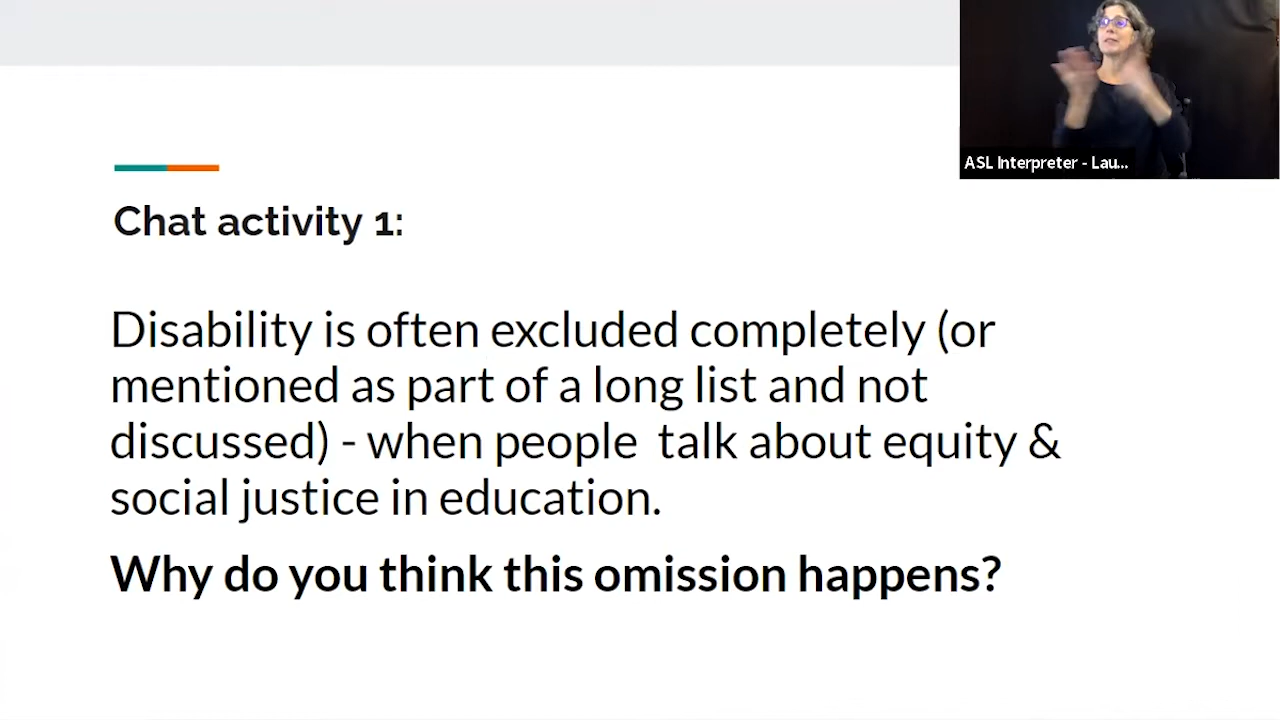 ASL Interpreter - Lau...
Chat activity 1:
Disability is often excluded completely (or
mentioned as part of a long list and not
discussed) - when people  talk about equity &
social justice in education.
Why do you think this omission happens?